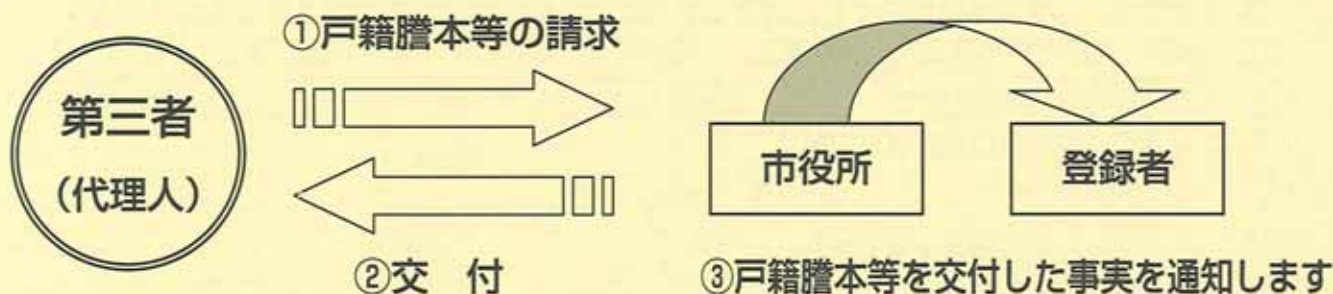 ①戸籍謄本等の請求
第三者
(代理人)
市役所
登録者
②交　付
③戸籍謄本等を交付した事実を通知します